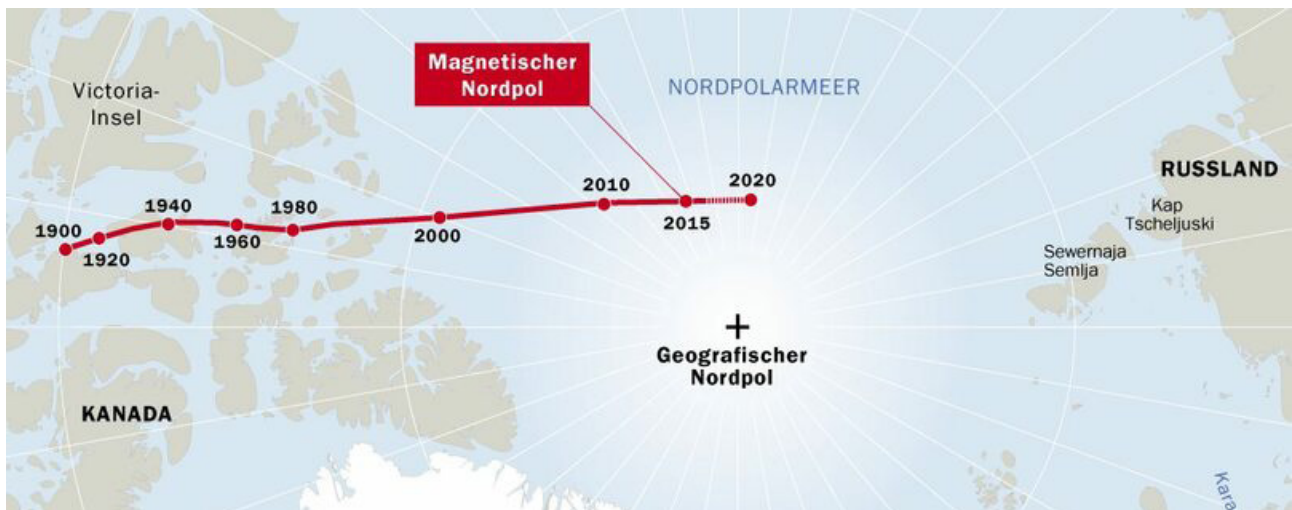 Magnetischer
Nordpol
NORDPOLARMEER
Victoria-
Insel
RUSSLAND
Kap
Tscheljuski
Sewernaja
Semlja
1900
1920
1940
1960
1980
2000
2010
2015
2020
Geografischer
Nordpol
KANADA
Kara